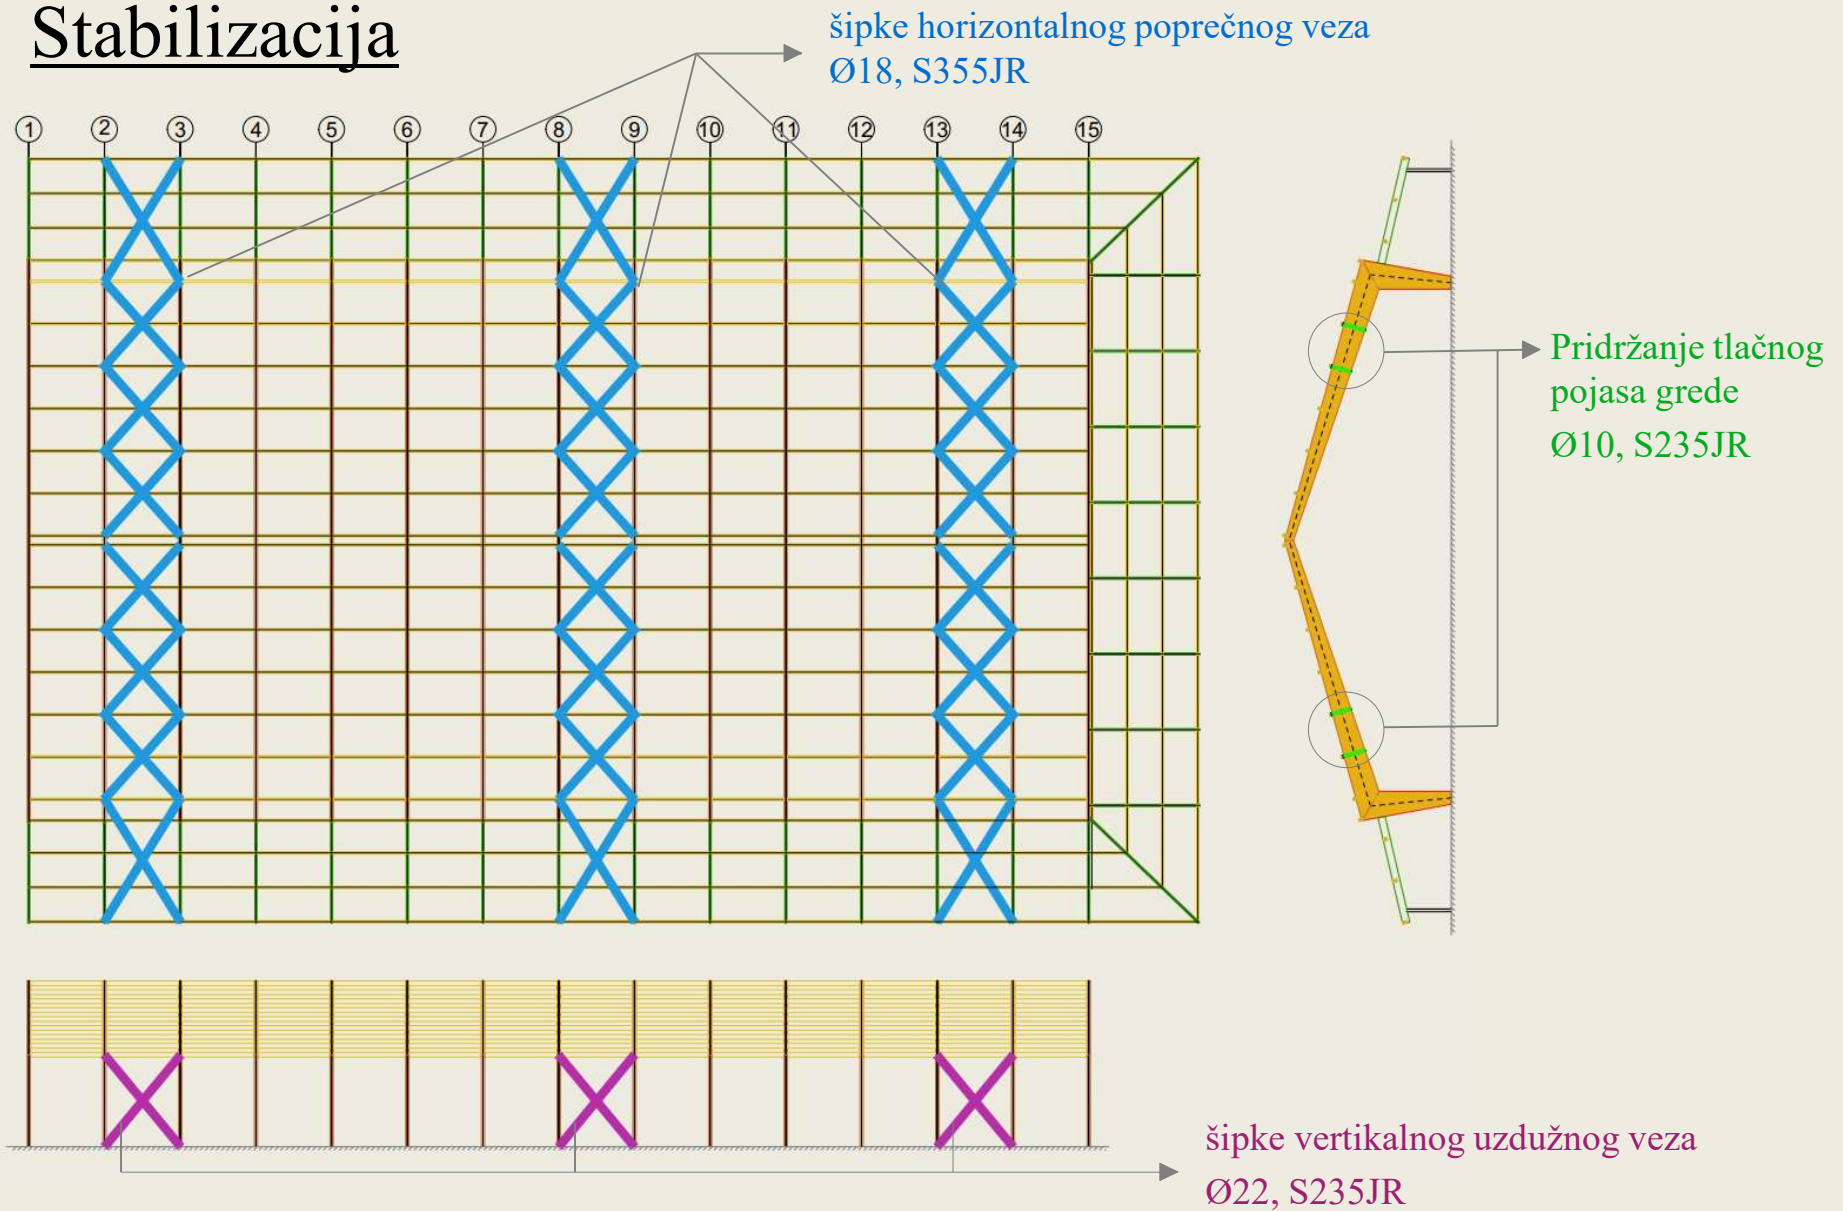 Stabilizacija
šipke horizontalnog poprečnog veza
Ø18, S355JR
1 2 3 4 5 6 7 8 9 10 11 12 13 14 15
Pridržanje tlačnog
pojasa grede
Ø10, S235JR
šipke vertikalnog uzdužnog veza
Ø22, S235JR